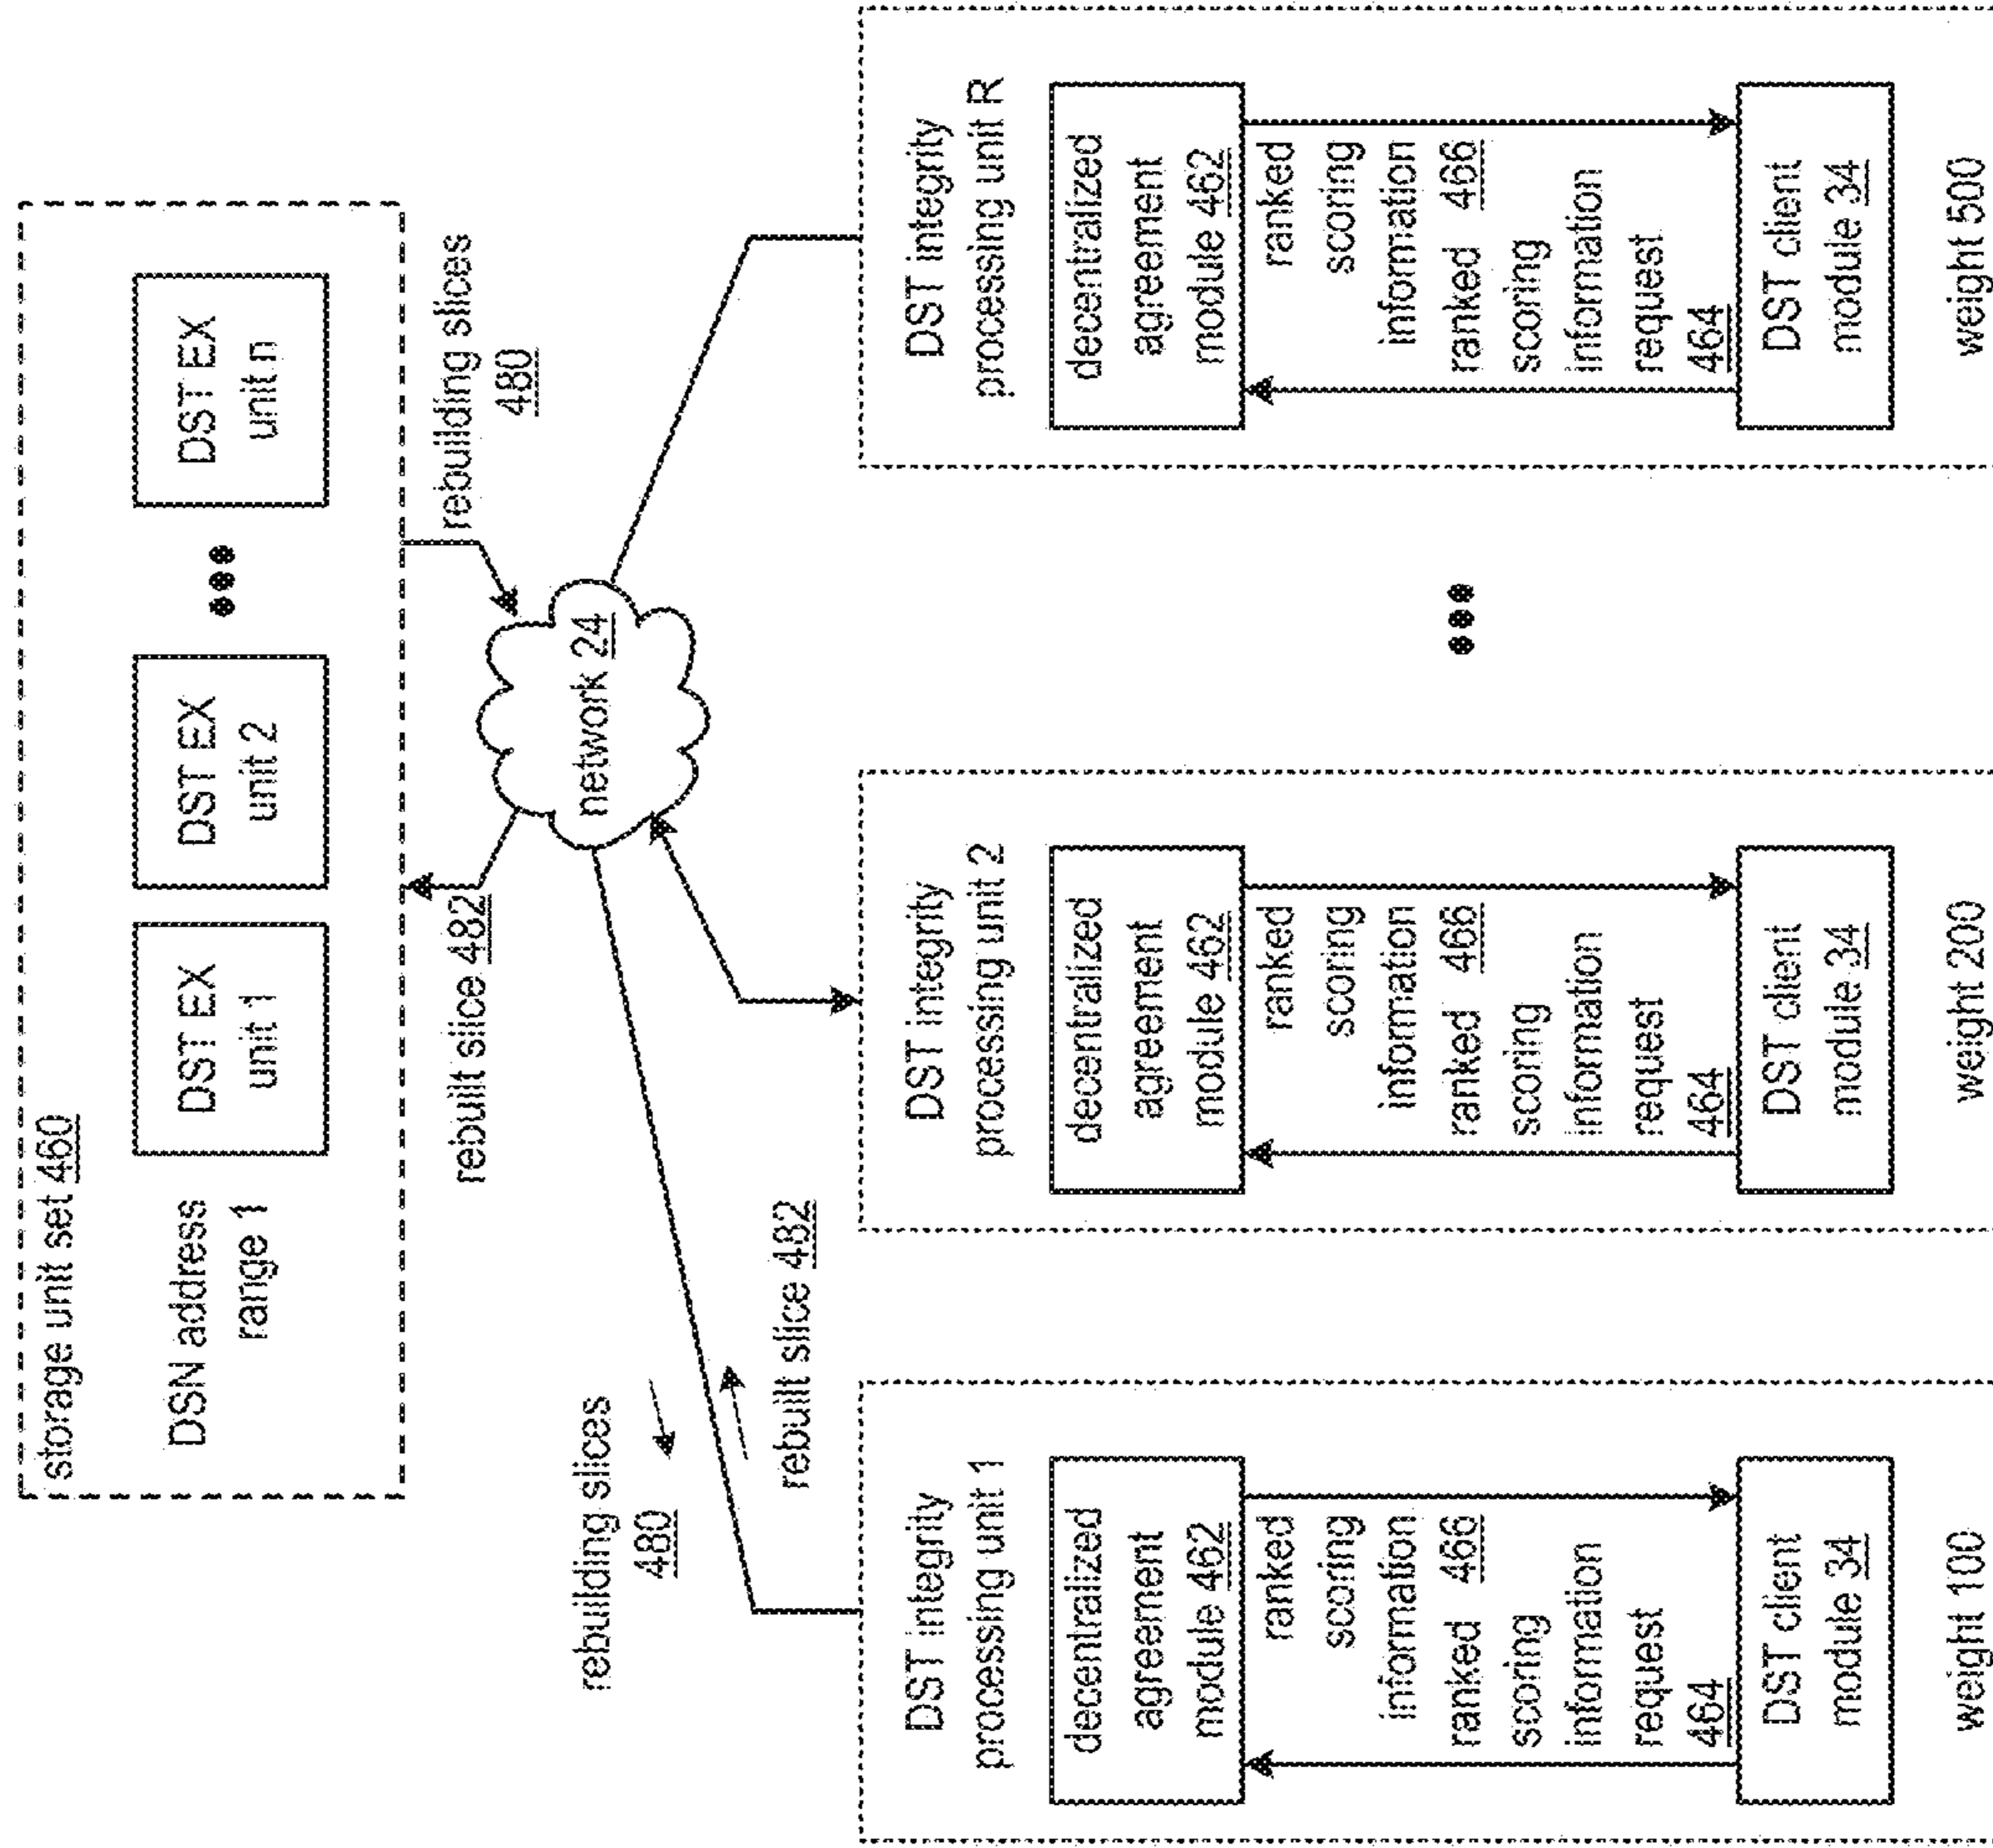 storage unit set 460
DSN address
range 1
DST EX
unit 1
DST EX
unit 2
DST EX
unit n
rebuilding slices
480
rebuilt slice 482
network 24
rebuilding slices
480
rebuilt slice 482
DST integrity
processing unit 1
decentralized
agreement
module 462
ranked
scoring
information
466
ranked
scoring
information
request
464
DST client
module 34
weight 100
DST integrity
processing unit 2
decentralized
agreement
module 462
ranked
scoring
information
466
ranked
scoring
information
request
464
DST client
module 34
weight 200
DST integrity
processing unit R
decentralized
agreement
module 462
ranked
scoring
information
466
ranked
scoring
information
request
464
DST client
module 34
weight 500